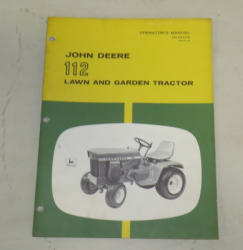 OPERATOR'S MANUAL
JOHN DEERE
112
LAWN AND GARDEN TRACTOR